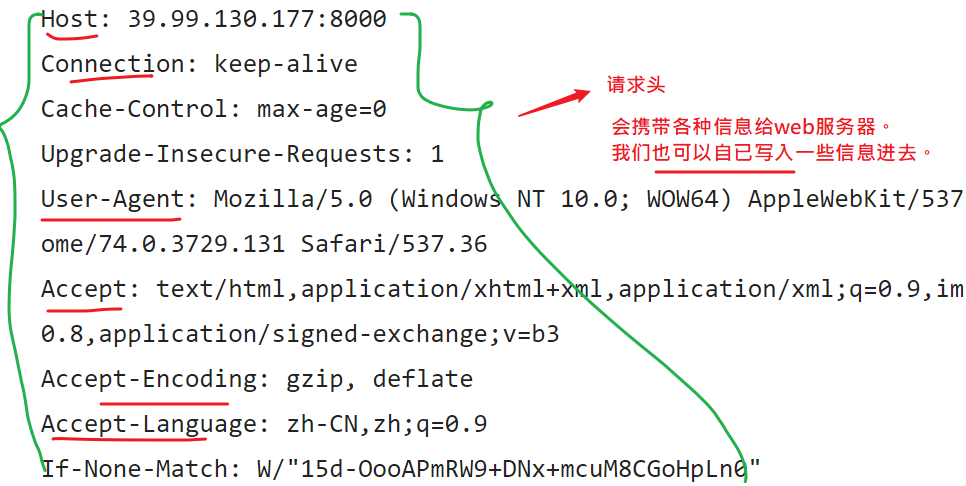 Host: 39.99.130.177:8000
Connection: keep-alive
Cache-Control: max-age=0
请求头
会携带各种信息给web服务器。
我们也可以自已写入一些信息进去。
Upgrade-Insecure-Requests: 1
User-Agent: Mozilla/5.0 (Windows NT 10.0; WOW64) AppleWebKit/537
ome/74.0.3729.131 Safari/537.36
Accept: text/html,application/xhtml+xml,application/xml;q=0.9,im
0.8,application/signed-exchange;v=b3
Accept-Encoding: gzip, deflate
Accept-Language: zh-CN,zh;q=0.9
If-None-Match: W/"15d-OooAPmRW9+DNx+mcuM8CGoHpLn0"